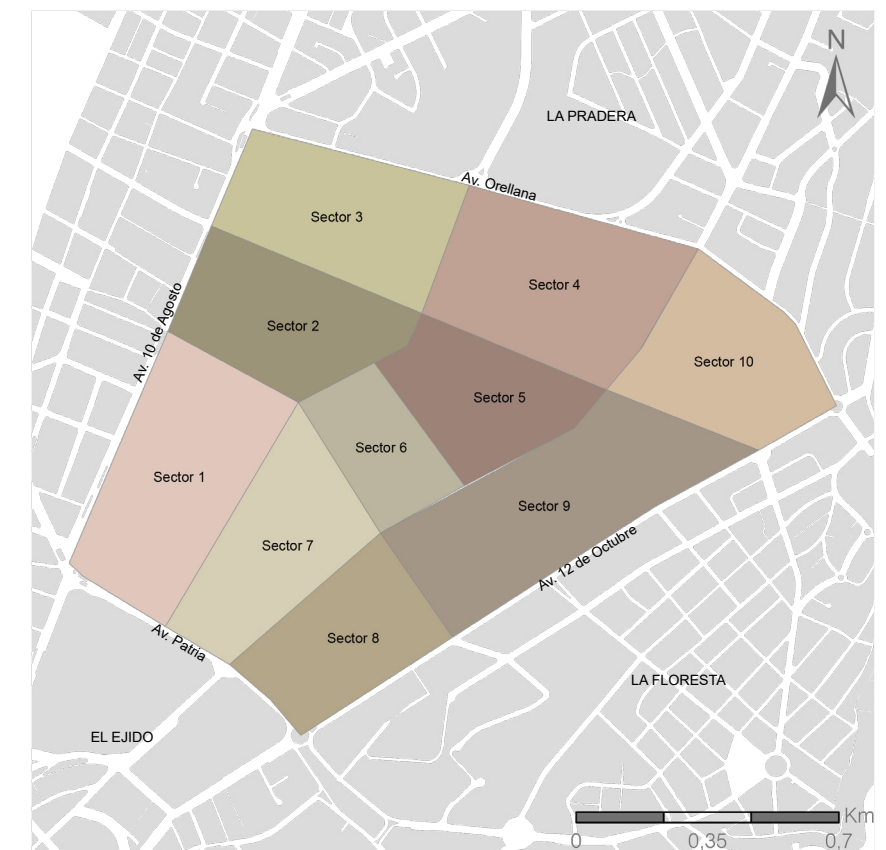 N
LA PRADERA
Av. Orellana
Sector 3
Sector 4
Av. 10 de Agosto
Sector 2
Sector 10
Sector 5
Sector 6
Sector 1
Sector 9
Sector 7
Av. 12 de Octubre
Av. Patria
Sector 8
LA FLORESTA
EL EJIDO
Km
0 0,35 0,7